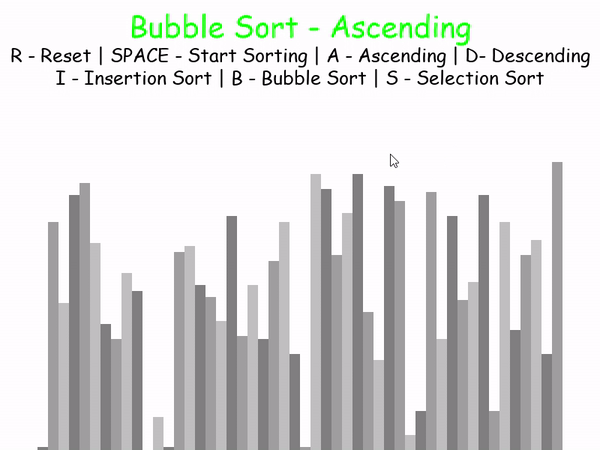 Bubble Sort - Ascending
R - Reset | SPACE - Start Sorting | A - Ascending | D- Descending
I - Insertion Sort | B - Bubble Sort | S - Selection Sort